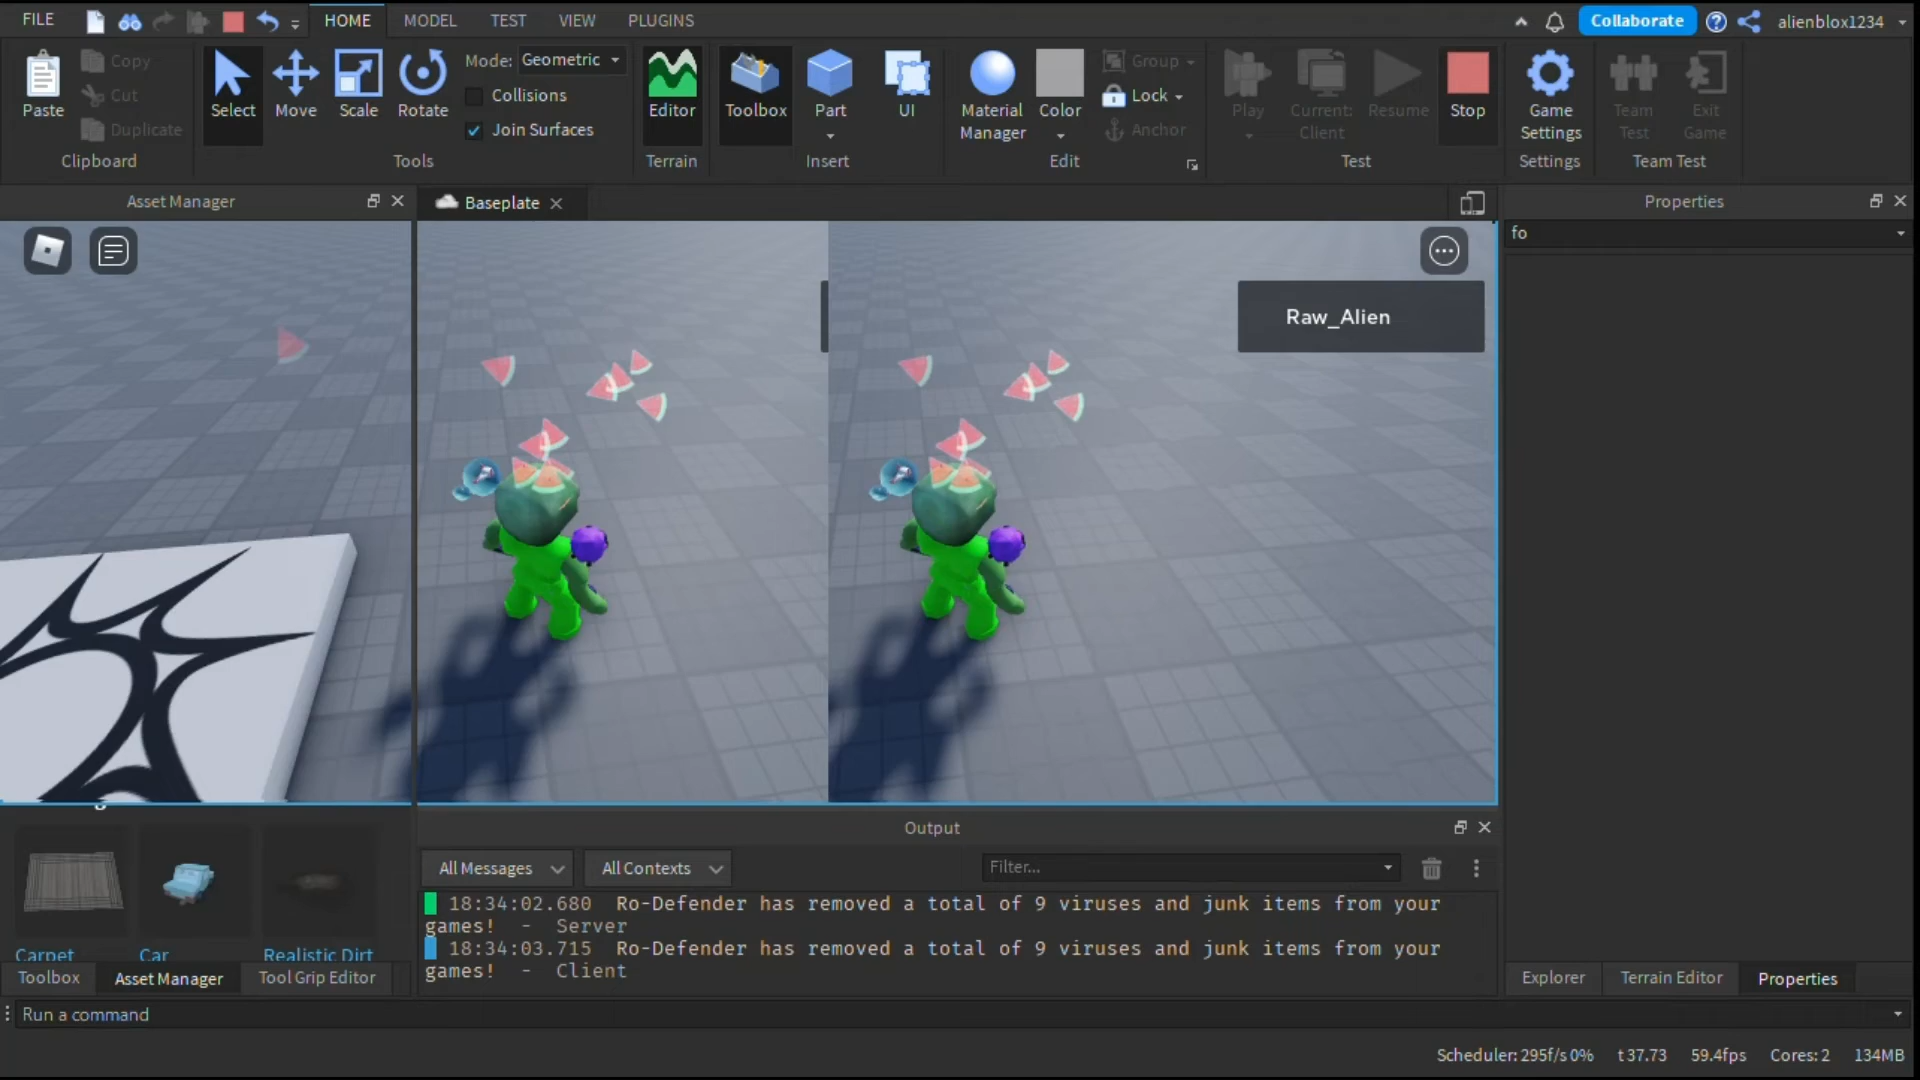 FILE
HOME
MODEL
TEST
VIEW
PLUGINS
Collaborate
alienblox1234
Paste
Copy
Cut
Duplicate
Clipboard
Select
Move
Scale
Rotate
Mode: Geometric
Collisions
Join Surfaces
Tools
Editor
Terrain
Toolbox
Part
UI
Insert
Material
Manager
Color
Group
Lock
Anchor
Edit
Play
Current:
Client
Resume
Stop
Test
Game
Settings
Settings
Team
Test
Exit
Game
Team Test
Asset Manager
Baseplate
Properties
fo
Raw_Alien
Output
All Messages
All Contexts
Filter...
18:34:02.680 Ro-Defender has removed a total of 9 viruses and junk items from your
games! - Server
18:34:03.715 Ro-Defender has removed a total of 9 viruses and junk items from your
games! - Client
Carpet
Car
Realistic Dirt
Toolbox
Asset Manager
Tool Grip Editor
Explorer
Terrain Editor
Properties
Run a command
Scheduler: 295f/s 0%
t 37.73
59.4fps
Cores: 2
134MB